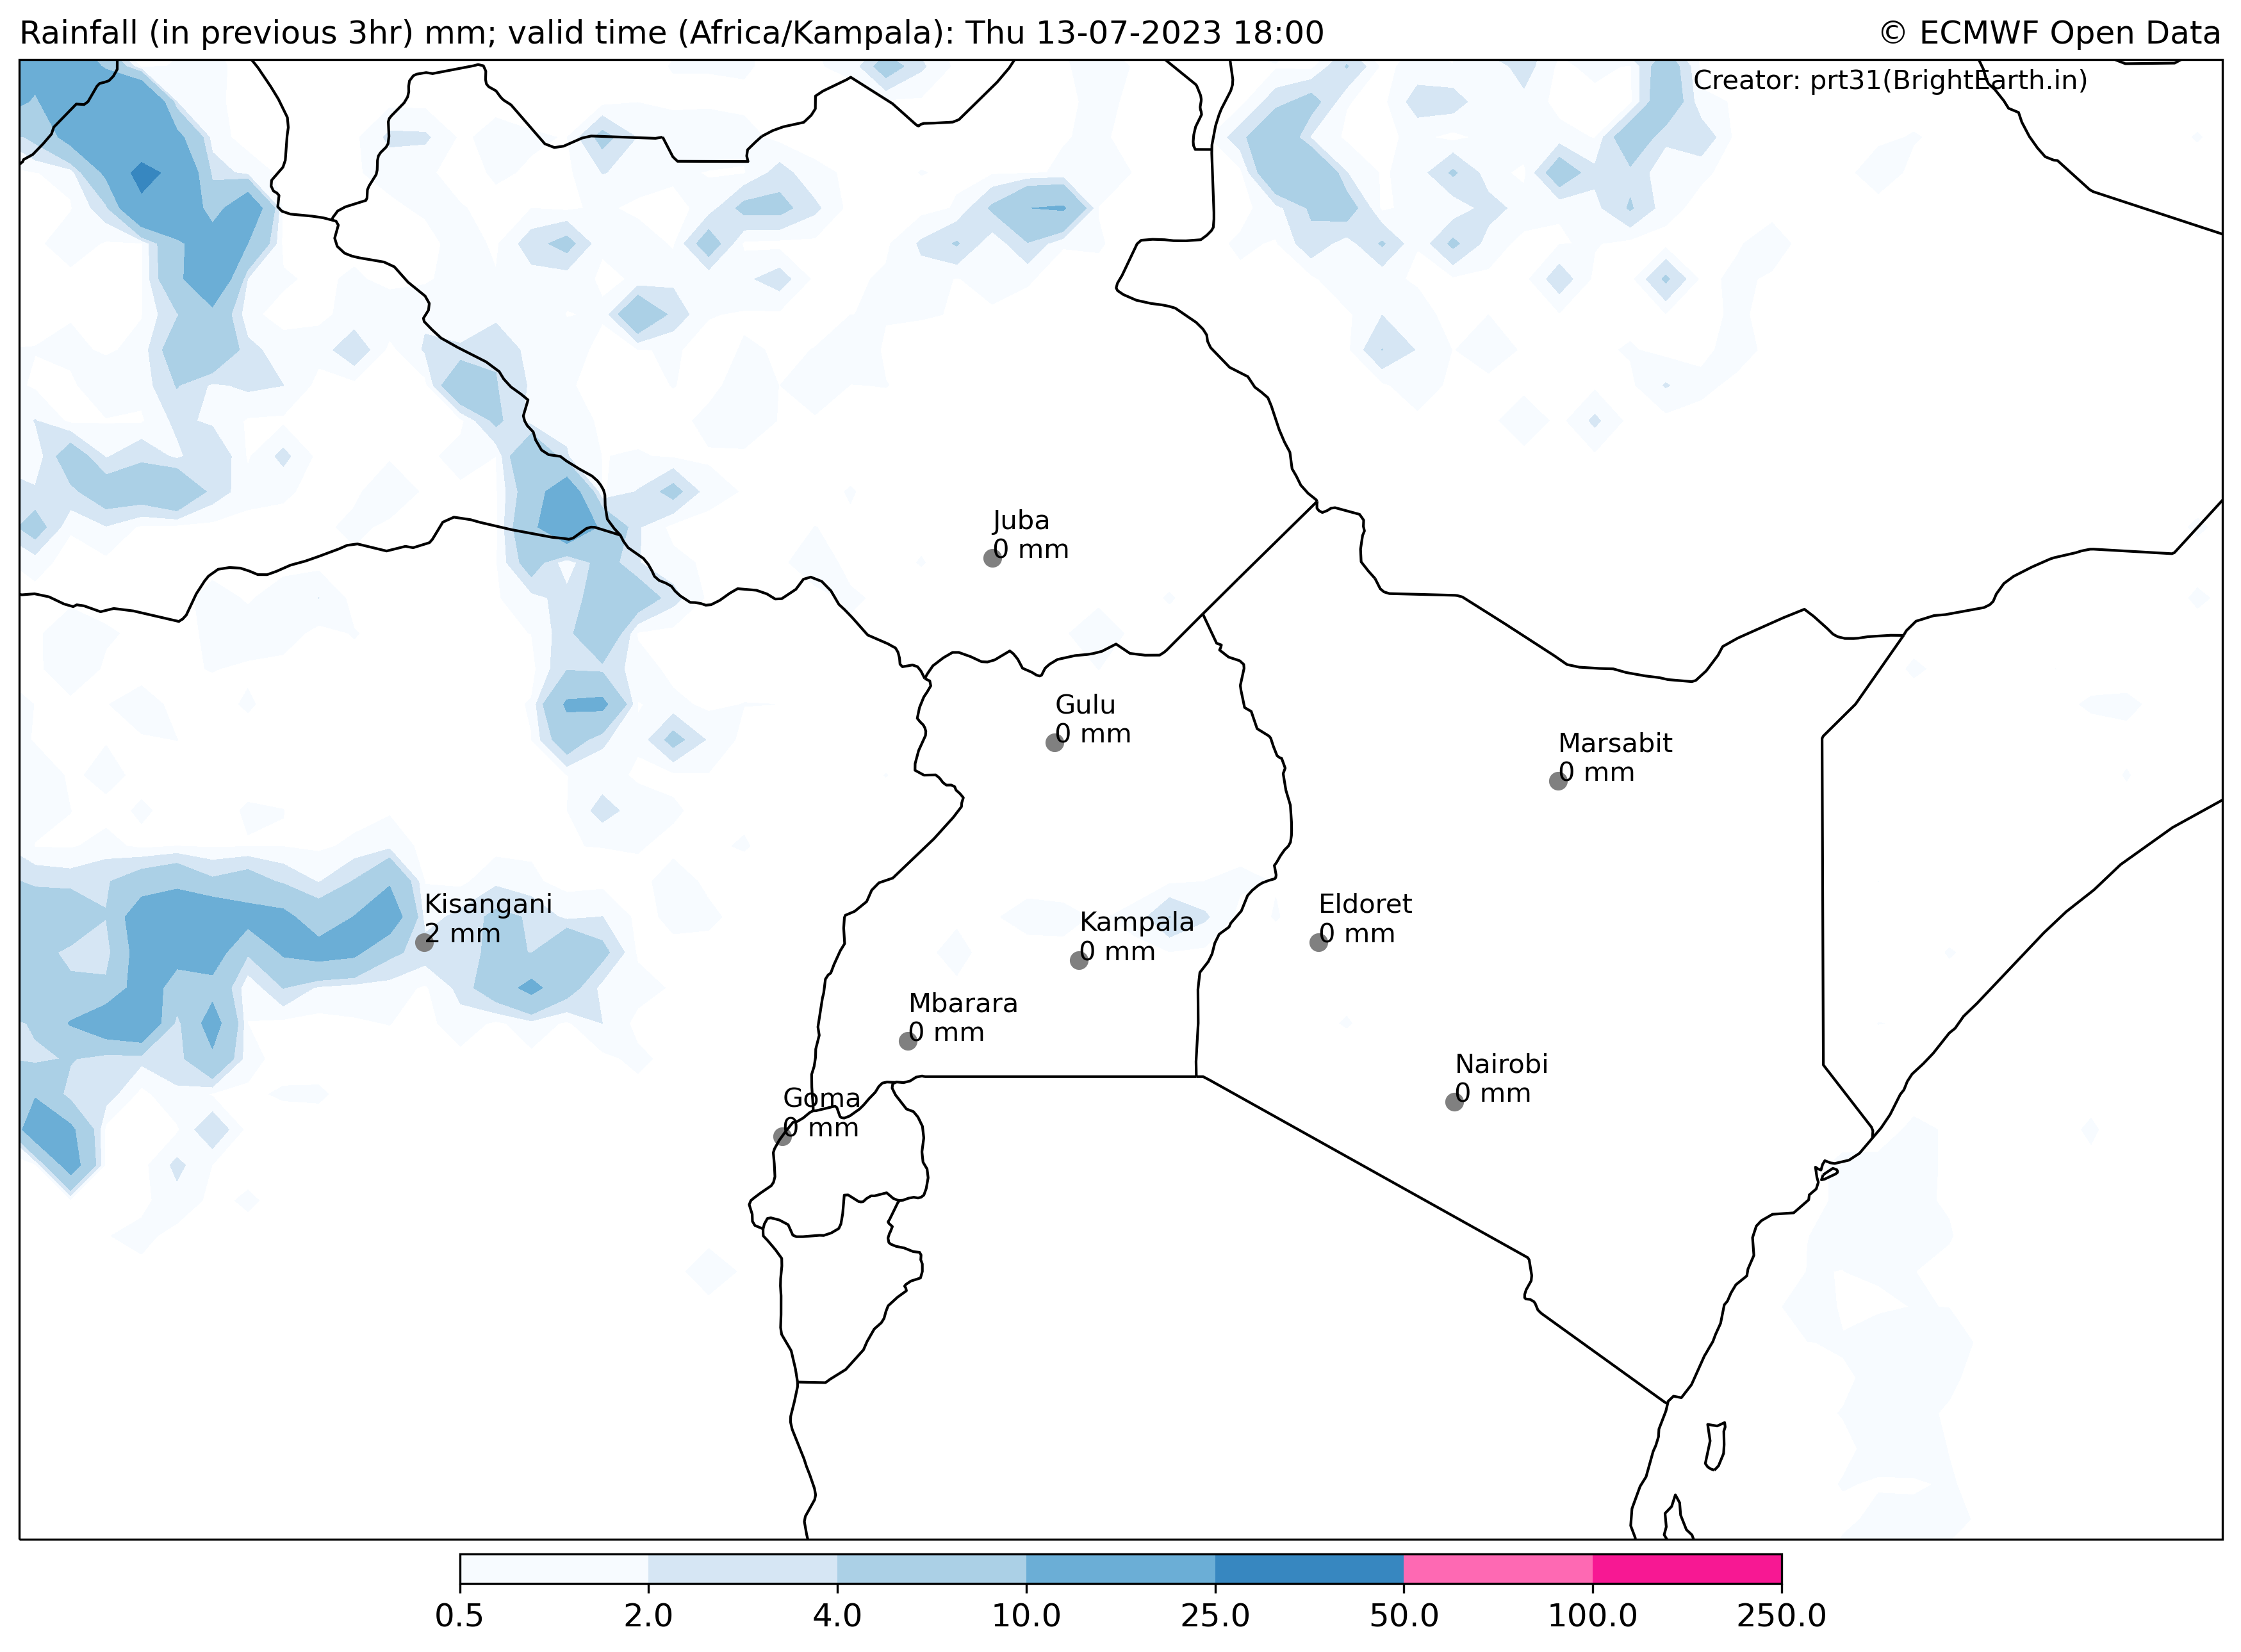 Rainfall (in previous 3hr) mm; valid time (Africa/Kampala): Thu 13-07-2023 18:00
© ECMWF Open Data
Creator: prt31(BrightEarth.in)
Juba
0 mm
Gulu
0 mm
Marsabit
0 mm
Kisangani
2 mm
Kampala
0 mm
Eldoret
0 mm
Mbarara
0 mm
Nairobi
0 mm
Goma
0 mm
0.5 2.0 4.0 10.0 25.0 50.0 100.0 250.0